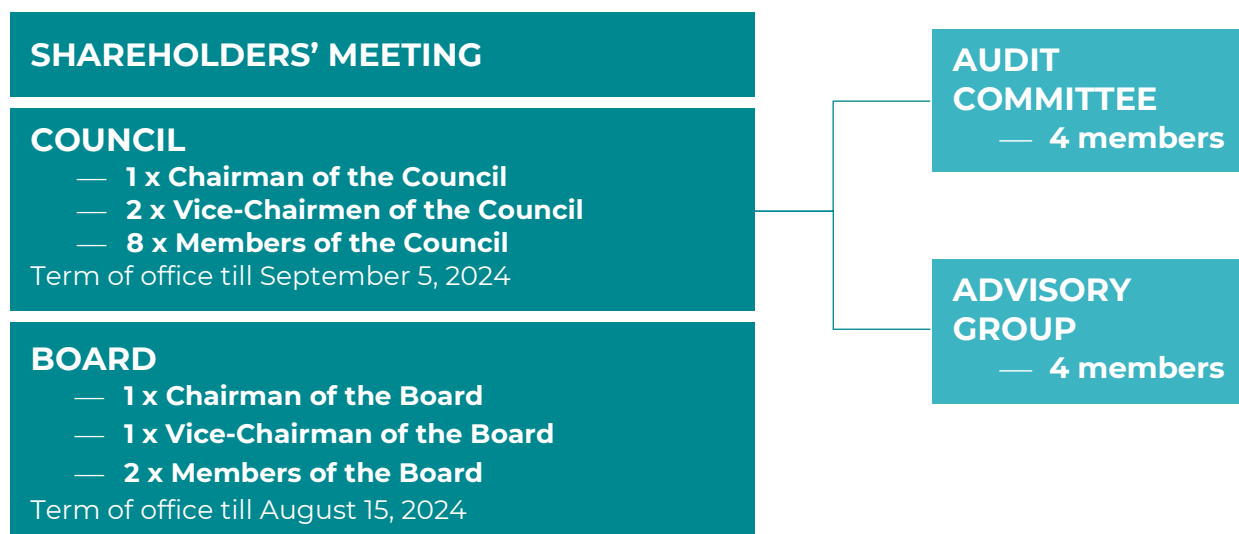 SHAREHOLDERS’ MEETING
COUNCIL
— 1 x Chairman of the Council
— 2 x Vice-Chairmen of the Council
— 8 x Members of the Council
Term of office till September 5, 2024
BOARD
— 1 x Chairman of the Board
— 1 x Vice-Chairman of the Board
— 2 x Members of the Board
Term of office till August 15, 2024
AUDIT
COMMITTEE
— 4 members
ADVISORY
GROUP
— 4 members